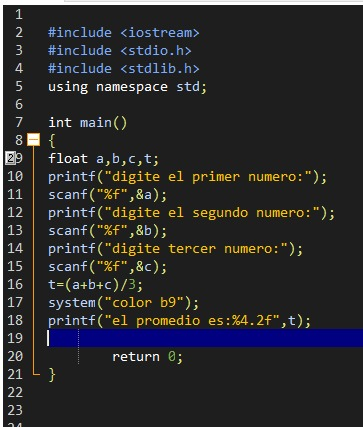 1
2 #include <iostream>
3 #include <stdio.h>
4 #include <stdlib.h>
5 using namespace std;
6
7 int main()
8 {
29 float a,b,c,t;
10 printf("digite el primer numero:");
11 scanf("%f",&a);
12 printf("digite el segundo numero:");
13 scanf("%f",&b);
14 printf("digite tercer numero:");
15 scanf("%f",&c);
16 t=(a+b+c)/3;
17 system("color b9");
18 printf("el promedio es:%4.2f",t);
19
20 return 0;
21 }
22
23
24